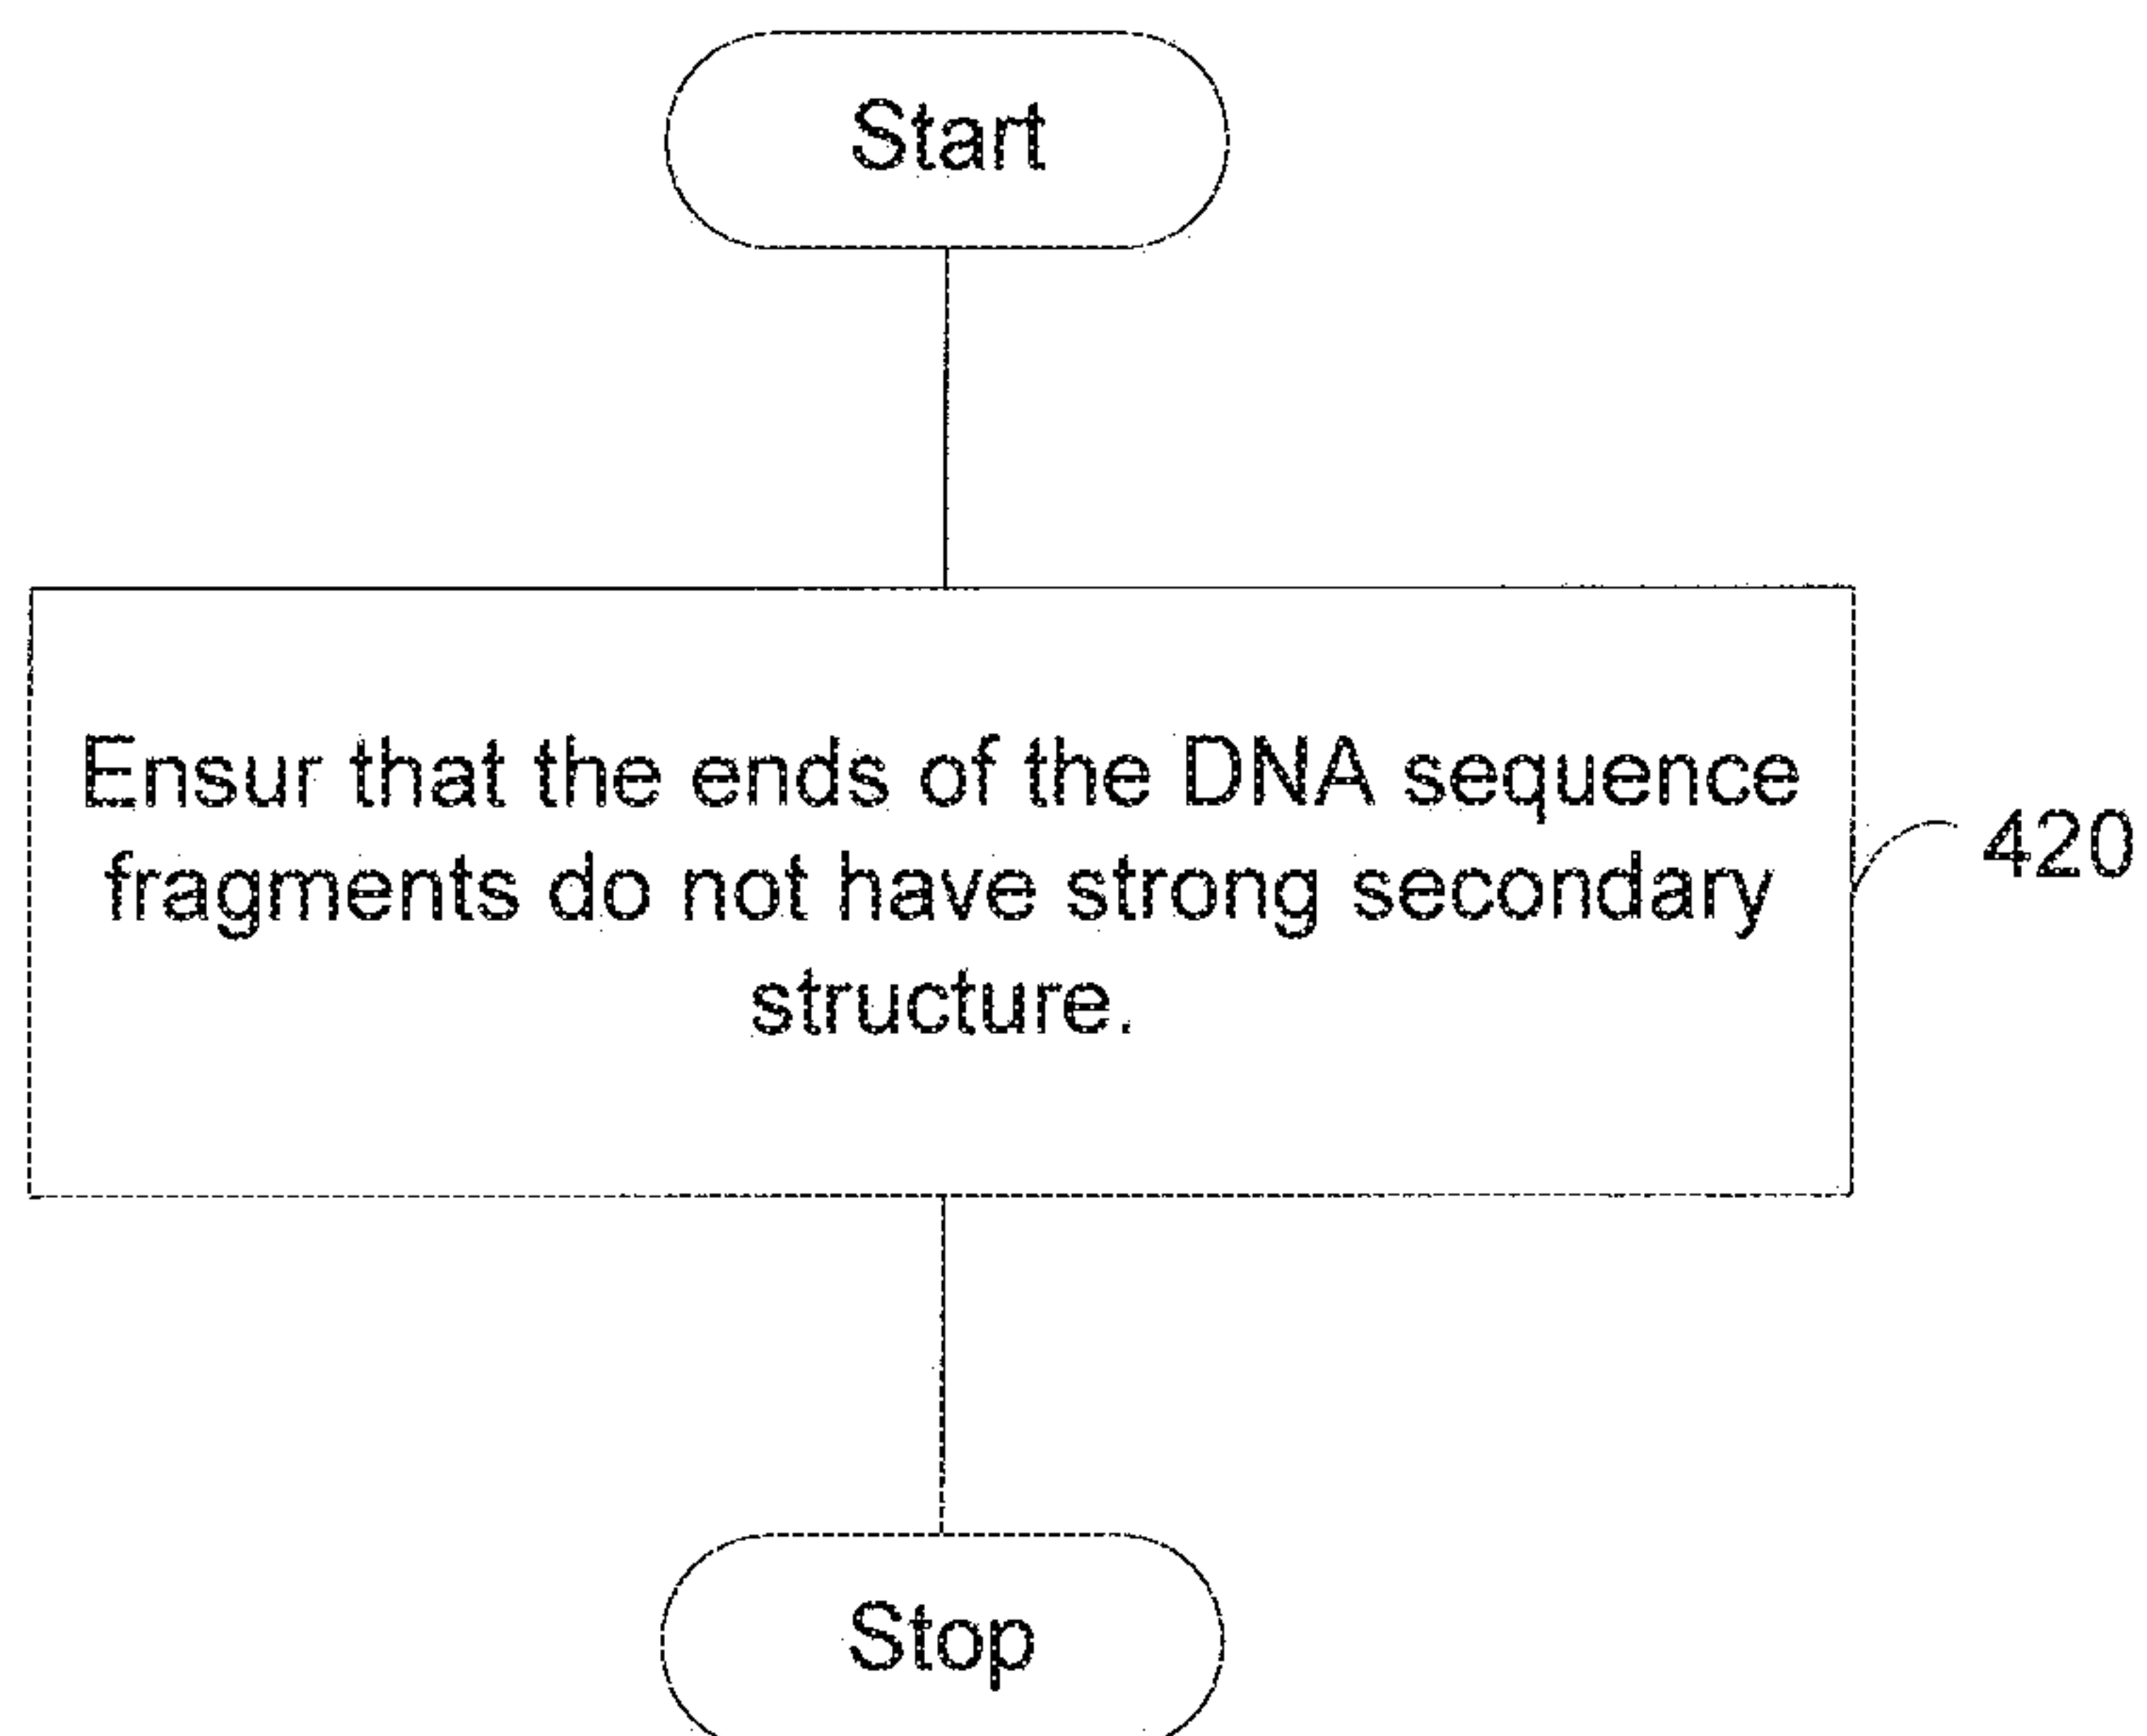 Start
Ensur that the ends of the DNA sequence
fragments do not have strong secondary
structure.
420
Stop